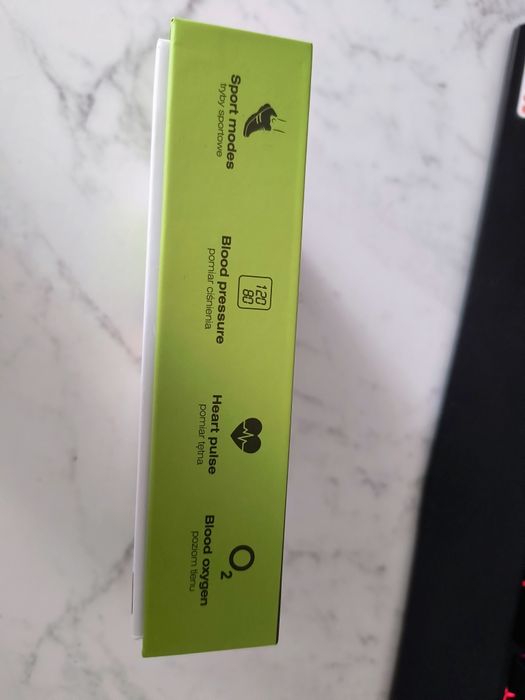 Sport modes
tryby sportowe
120
80
Blood pressure
pomiar ciśnienia
Heart pulse
pomiar tętna
O2
Blood oxygen
poziom tlenu